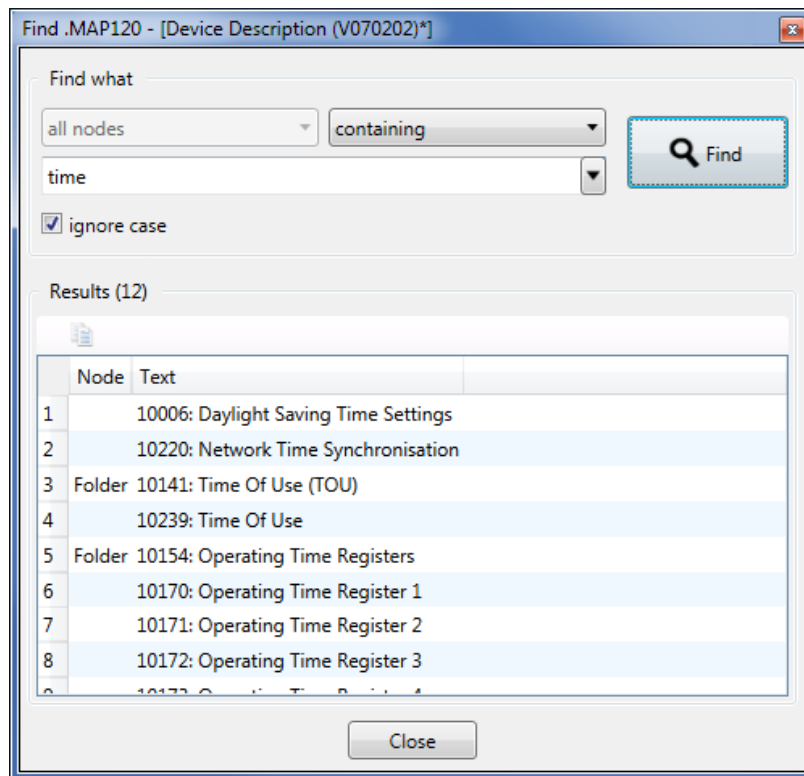 Find .MAP120 - [Device Description (V070202)*]
Find what
all nodes containing
Find
time
ignore case
Results (12)
Node Text
1 10006: Daylight Saving Time Settings
2 10220: Network Time Synchronisation
3 Folder 10141: Time Of Use (TOU)
4 10239: Time Of Use
5 Folder 10154: Operating Time Registers
6 10170: Operating Time Register 1
7 10171: Operating Time Register 2
8 10172: Operating Time Register 3
Close